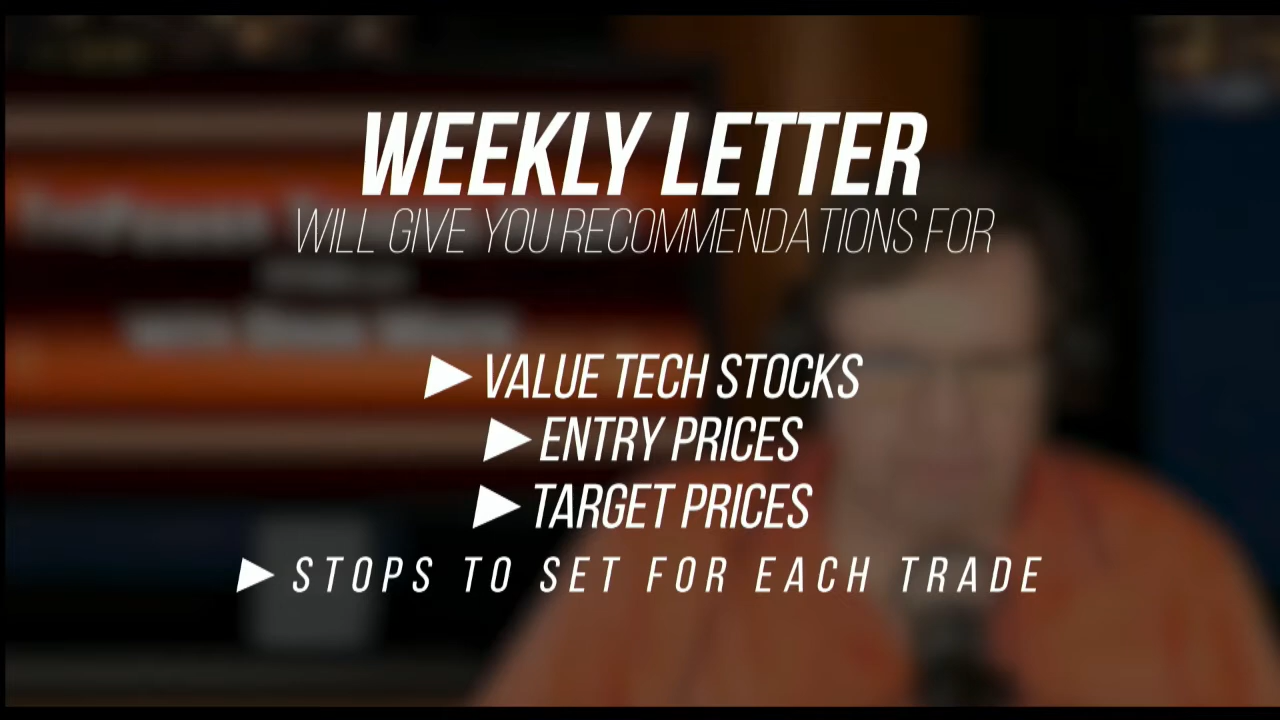 WEEKLY LETTER
WILL GIVE YOU RECOMMENDATIONS FOR
▶ VALUE TECH STOCKS
▶ ENTRY PRICES
▶ TARGET PRICES
▶ STOPS TO SET FOR EACH TRADE